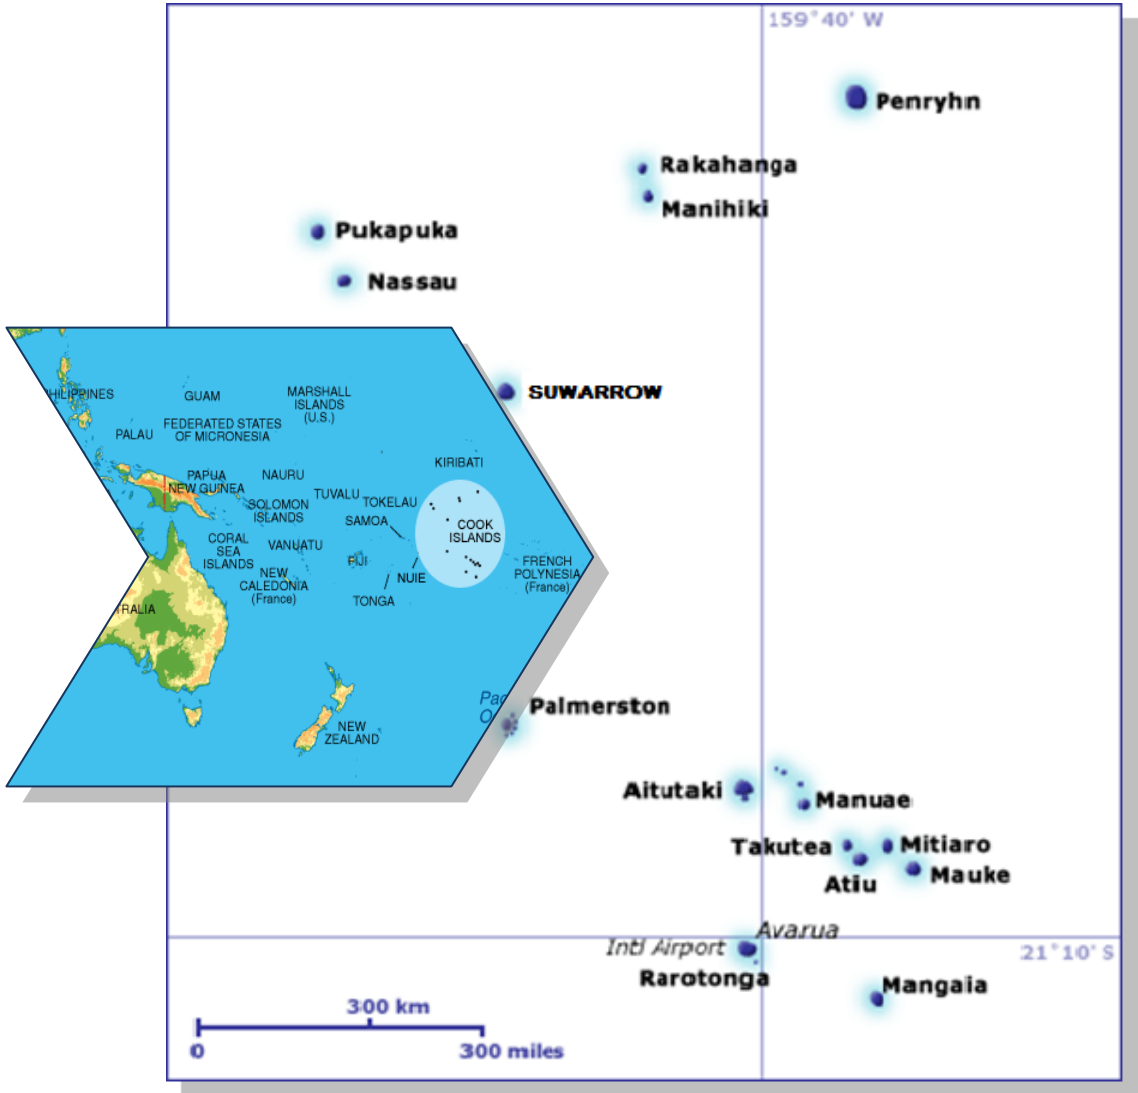 159°40' W
Penryhn
Rakahanga
Manihiki
Pukapuka
Nassau
SUWARROW
PHILIPPINES
GUAM
MARSHALL
ISLANDS
(U.S.)
FEDERATED STATES
OF MICRONESIA
PALAU
KIRIBATI
PAPUA
NEW GUINEA
NAURU
SOLOMON
ISLANDS
TUVALU
TOKELAU
SAMOA
COOK
ISLANDS
CORAL
SEA
ISLANDS
VANUATU
FIJI
NEW
CALEDONIA
(France)
NUIE
TONGA
FRENCH
POLYNESIA
(France)
TRALIA
NEW
ZEALAND
Pac
O
Palmerston
Aitutaki
Manuae
Takutea
Mitiaro
Atiu
Mauke
Avarua
Intl Airport
21°10' S
Rarotonga
Mangaia
300 km
0
300 miles